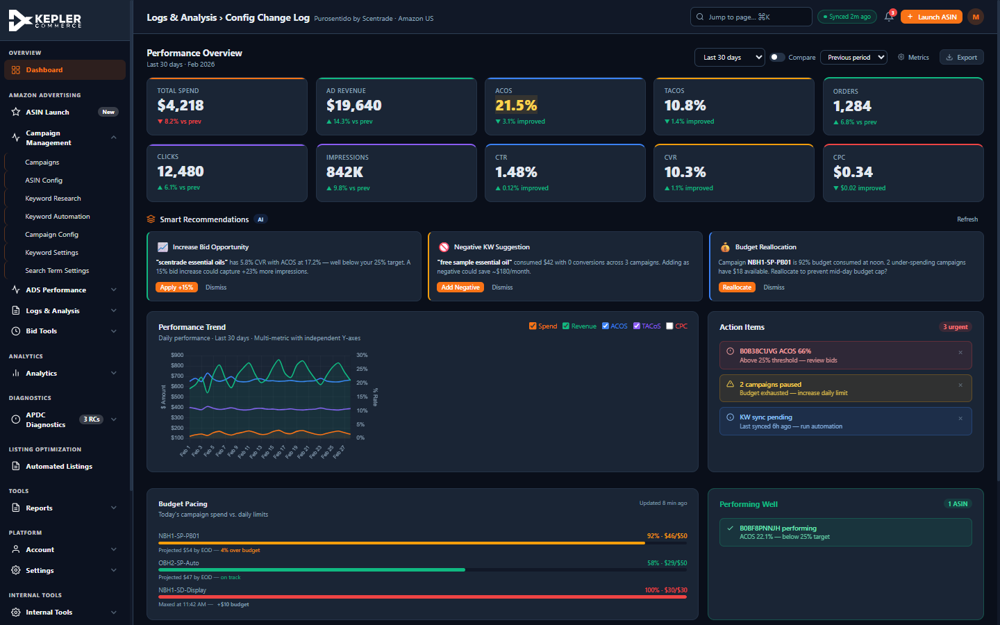 KEPLER
COMMERCE
OVERVIEW
Dashboard
AMAZON ADVERTISING
ASIN Launch New
Campaign
Management
Campaigns
ASIN Config
Keyword Research
Keyword Automation
Campaign Config
Keyword Settings
Search Term Settings
ADS Performance
Logs & Analysis
Bid Tools
ANALYTICS
Analytics
DIAGNOSTICS
APDC
Diagnostics 3 RCs
LISTING OPTIMIZATION
Automated Listings
TOOLS
Reports
PLATFORM
Account
Settings
INTERNAL TOOLS
Internal Tools
Logs & Analysis › Config Change Log Purosentido by Scentrade · Amazon US
Jump to page... ⌘K
Synced 2m ago
3
+ Launch ASIN
M
Performance Overview
Last 30 days · Feb 2026
Last 30 days
Compare
Previous period
Metrics
Export
TOTAL SPEND
$4,218
▼ 8.2% vs prev
AD REVENUE
$19,640
▲ 14.3% vs prev
ACOS
21.5%
▼ 3.1% improved
TACOS
10.8%
▼ 1.4% improved
ORDERS
1,284
▲ 6.8% vs prev
CLICKS
12,480
▲ 6.1% vs prev
IMPRESSIONS
842K
▲ 9.8% vs prev
CTR
1.48%
▲ 0.12% improved
CVR
10.3%
▲ 1.1% improved
CPC
$0.34
▼ $0.02 improved
Smart Recommendations AI
Refresh
Increase Bid Opportunity
"scentrade essential oils" has 5.8% CVR with ACOS at 17.2% — well below your 25% target. A
15% bid increase could capture +23% more impressions.
Apply +15% Dismiss
Negative KW Suggestion
"free sample essential oil" consumed $42 with 0 conversions across 3 campaigns. Adding as
negative could save ~$180/month.
Add Negative Dismiss
Budget Reallocation
Campaign NBH1-SP-PB01 is 92% budget consumed at noon. 2 under-spending campaigns
have $18 available. Reallocate to prevent mid-day budget cap?
Reallocate Dismiss
Performance Trend
Daily performance · Last 30 days · Multi-metric with independent Y-axes
Spend Revenue ACOS TACoS CPC
$900
$800
$700
$600
$500
$400
$300
$200
$100
$ Amount
30%
25%
20%
15%
10%
5%
0%
% Rate
Feb 1
Feb 3
Feb 5
Feb 7
Feb 9
Feb 11
Feb 13
Feb 15
Feb 17
Feb 19
Feb 21
Feb 23
Feb 25
Feb 27
Action Items
3 urgent
B0B38C1JVG ACOS 66%
Above 25% threshold — review bids
×
2 campaigns paused
Budget exhausted — increase daily limit
×
KW sync pending
Last synced 6h ago — run automation
×
Budget Pacing
Updated 8 min ago
Today's campaign spend vs. daily limits
NBH1-SP-PB01 92% · $46/$50
Projected $54 by EOD — 4% over budget
OBH2-SP-Auto 58% · $29/$50
Projected $47 by EOD — on track
NBH1-SD-Display 100% · $30/$30
Maxed at 11:42 AM — +$10 budget
Performing Well
1 ASIN
B0BF8PNNJH performing
ACOS 22.1% — below 25% target